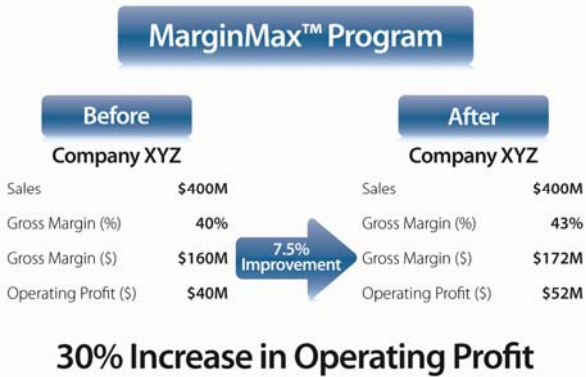 MarginMax™ Program
Before
Company XYZ
Sales $400M
Gross Margin (%) 40%
Gross Margin ($) $160M
Operating Profit ($) $40M
7.5%
Improvement
After
Company XYZ
Sales $400M
Gross Margin (%) 43%
Gross Margin ($) $172M
Operating Profit ($) $52M
30% Increase in Operating Profit